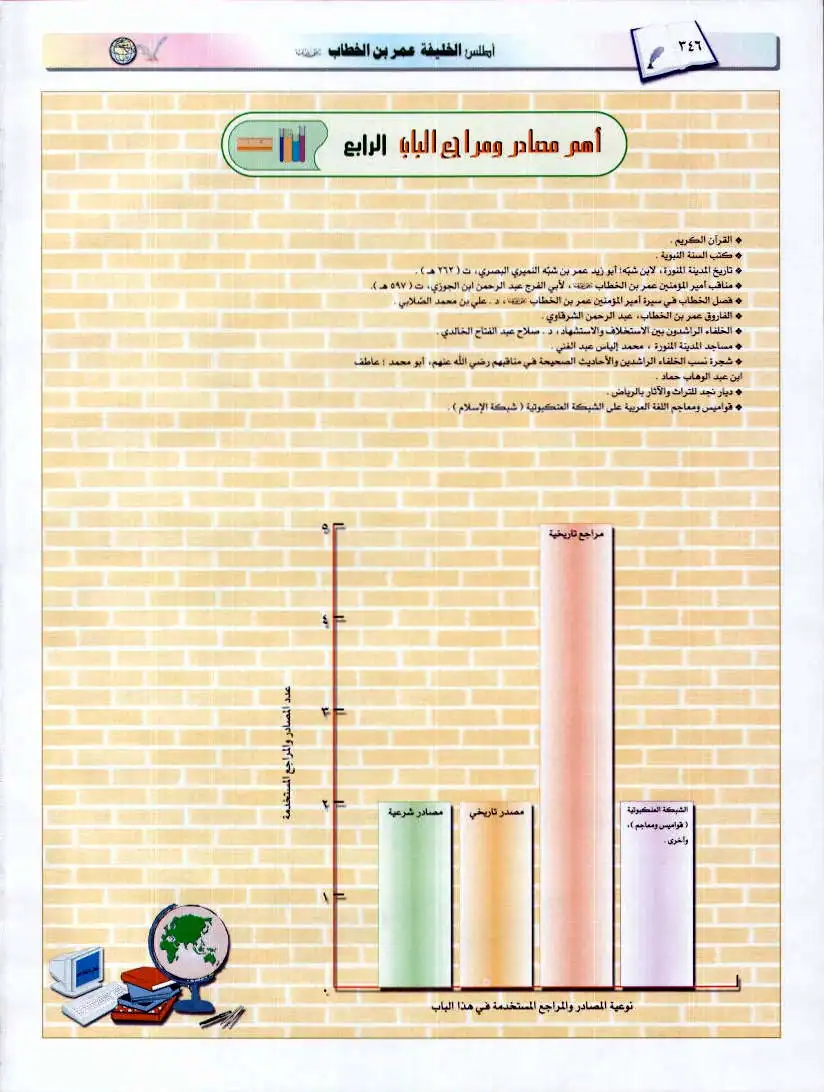 ٣٤٦
أطلس: الخليفة عمر بن الخطاب
أهم مصادر ومراجع الباب الرابع
❖ القرآن الكريم .
❖ كتب السنة النبوية .
❖ تاريخ المدينة المنورة، لابن شبّه؛ أبو زيد عمر بن شبّه النميري البصري، ت ( ٢٦٢ هـ ) .
❖ مناقب أمير المؤمنين عمر بن الخطاب ، لأبي الفرج عبد الرحمن ابن الجوزي، ت ( ٥٩٧ هـ ).
❖ فصل الخطاب في سيرة أمير المؤمنين عمر بن الخطاب ، د . علي بن محمد الصّلابي .
❖ الفاروق عمر بن الخطاب، عبد الرحمن الشرقاوي .
❖ الخلفاء الراشدون بين الاستخلاف والاستشهاد، د . صلاح عبد الفتاح الخالدي .
❖ مساجد المدينة المنورة ، محمد إلياس عبد الغني .
❖ شجرة نسب الخلفاء الراشدين والأحاديث الصحيحة في مناقبهم رضي الله عنهم، أبو محمد ؛ عاطف
ابن عبد الوهاب حماد .
❖ ديار نجد للتراث والآثار بالرياض .
❖ قواميس ومعاجم اللغة العربية على الشبكة العنكبوتية ( شبكة الإسلام ) .
عدد المصادر والمراجع المستخدمة
٥
٤
٣
٢
١
٠
مراجع تاريخية
مصادر شرعية
مصدر تاريخي
الشبكة العنكبوتية
( قواميس ومعاجم )،
وأخرى .
نوعية المصادر والمراجع المستخدمة في هذا الباب